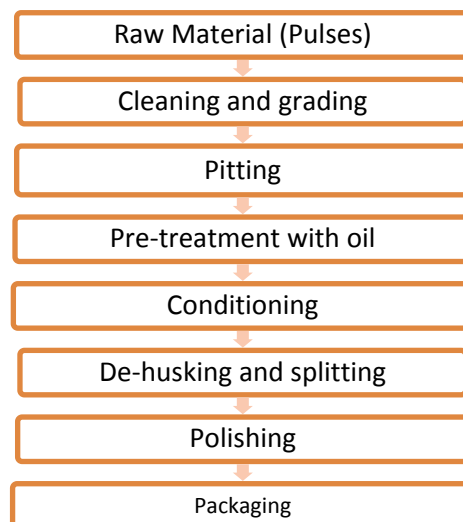 Raw Material (Pulses)
Cleaning and grading
Pitting
Pre-treatment with oil
Conditioning
De-husking and splitting
Polishing
Packaging